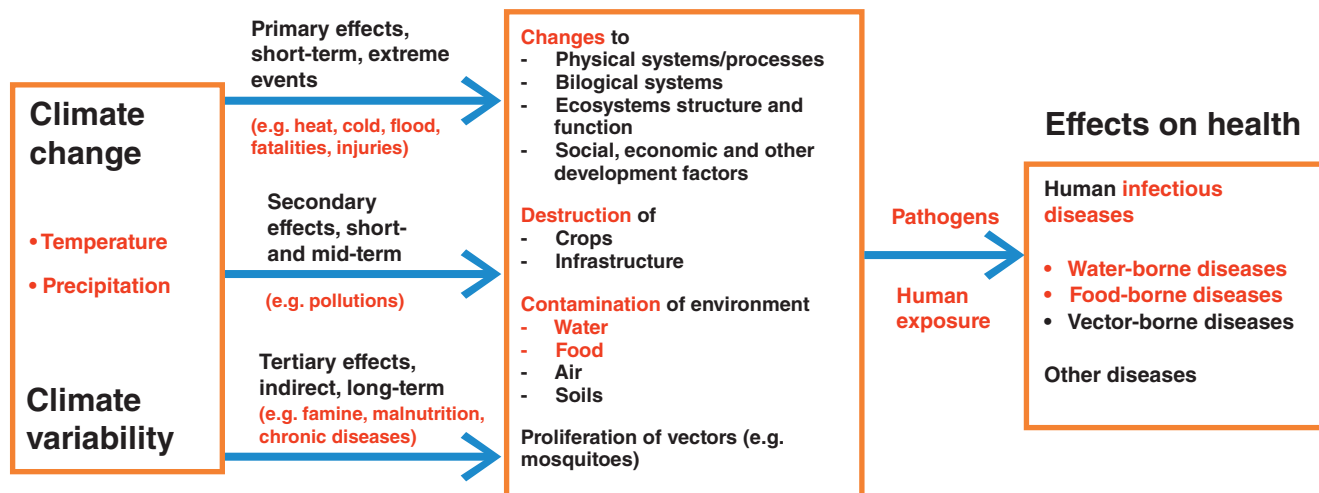 Climate
change
• Temperature
• Precipitation
Climate
variability
Primary effects,
short-term, extreme
events
(e.g. heat, cold, flood,
fatalities, injuries)
Secondary
effects, short-
and mid-term
(e.g. pollutions)
Tertiary effects,
indirect, long-term
(e.g. famine, malnutrition,
chronic diseases)
Changes to
- Physical systems/processes
- Bilogical systems
- Ecosystems structure and
function
- Social, economic and other
development factors
Destruction of
- Crops
- Infrastructure
Contamination of environment
- Water
- Food
- Air
- Soils
Proliferation of vectors (e.g.
mosquitoes)
Pathogens
Human
exposure
Effects on health
Human infectious
diseases
• Water-borne diseases
• Food-borne diseases
• Vector-borne diseases
Other diseases